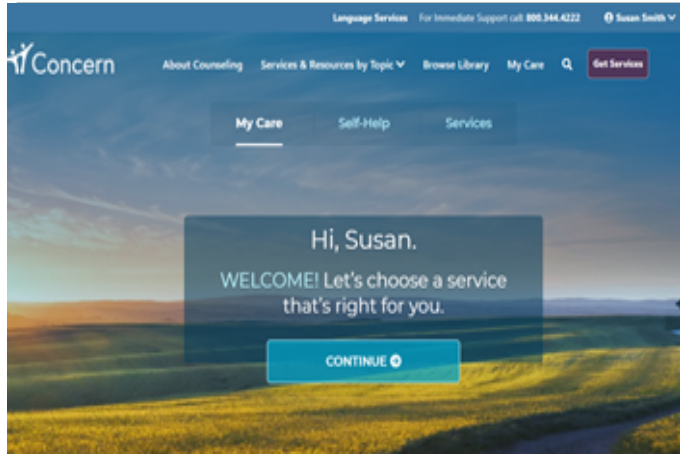 Language Services For Immediate Support call: 800.344.4222 Susan Smith
Concern About Counseling Services & Resources by Topic Browse Library My Care Get Services
My Care Self-Help Services
Hi, Susan.
WELCOME! Let's choose a service
that's right for you.
CONTINUE